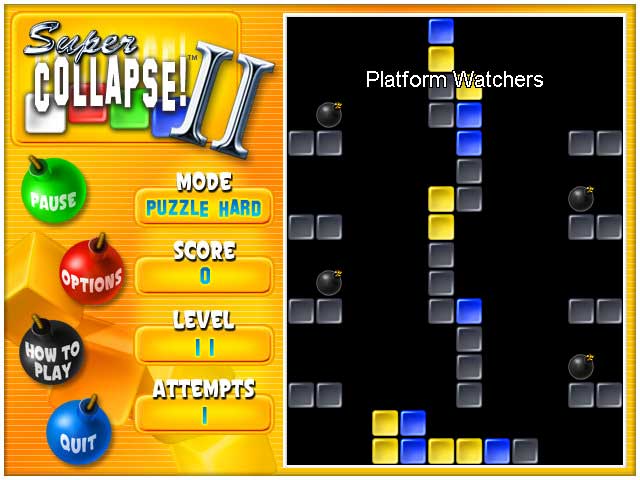 Super
COLLAPSE!™
II
Platform Watchers
PAUSE
MODE
PUZZLE HARD
OPTIONS
SCORE
0
HOW TO
PLAY
LEVEL
11
ATTEMPTS
1
QUIT